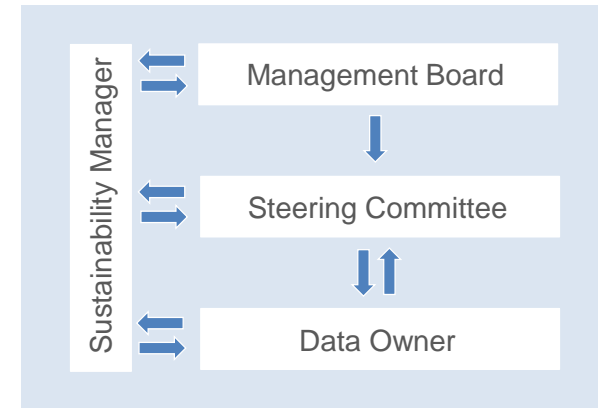 Sustainability Manager
Management Board
Steering Committee
Data Owner